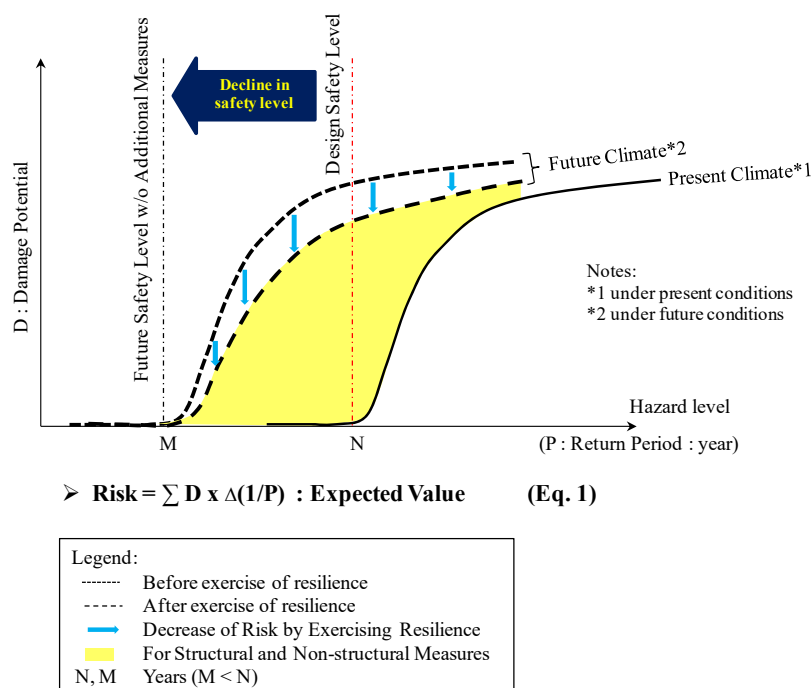 Future Safety Level w/o Additional Measures
Decline in
safety level
Design Safety Level
Future Climate*2
Present Climate*1
D : Damage Potential
Notes:
*1 under present conditions
*2 under future conditions
Hazard level
M
N
(P : Return Period : year)
➢ Risk = ∑ D x Δ(1/P) : Expected Value (Eq. 1)
Legend:
Before exercise of resilience
After exercise of resilience
Decrease of Risk by Exercising Resilience
For Structural and Non-structural Measures
N, M Years (M < N)